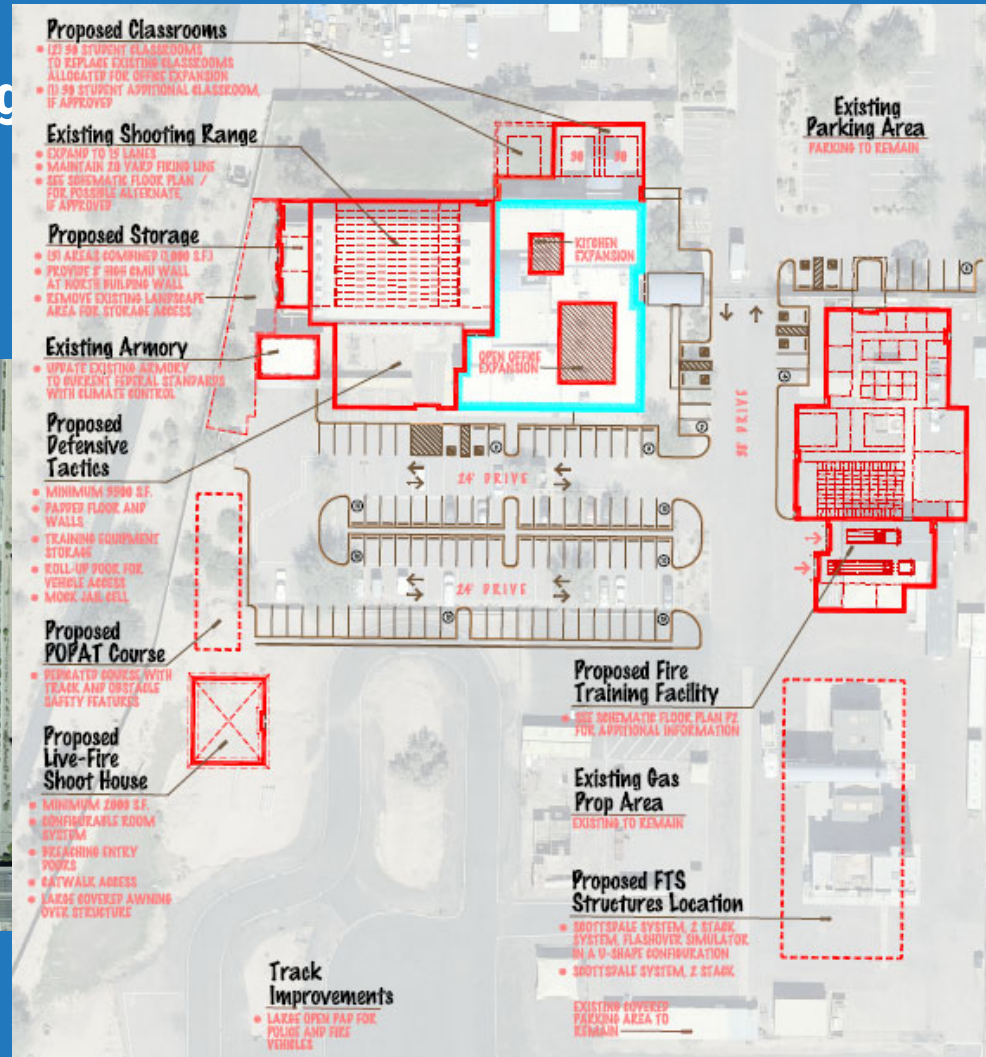 g
Proposed Classrooms
(2) 50 STUDENT CLASSROOMS
TO REPLACE EXISTING CLASSROOMS
ALLOCATED FOR OFFICE EXPANSION
(1) 50 STUDENT ADDITIONAL CLASSROOM,
IF APPROVED
Existing Shooting Range
EXPAND TO 15 LANES
MAINTAIN 20 YARD FIRING LINE
SEE SCHEMATIC FLOOR PLAN /
FOR POSSIBLE ALTERNATE,
IF APPROVED
Proposed Storage
AREAS COMBINED (1,000 S.F.)
PROVIDE 8' HIGH CMU WALL
AT NORTH BUILDING WALL
REMOVE EXISTING LANDSCAPE
AREA FOR STORAGE ACCESS
Existing Armory
UPDATE EXISTING ARMORY
TO CURRENT FEDERAL STANDARDS
WITH CLIMATE CONTROL
Proposed
Defensive
Tactics
MINIMUM S.F.
PADDED FLOOR AND
WALLS
TRAINING EQUIPMENT
STORAGE
ROLL-UP DOOR FOR
VEHICLE ACCESS
MOCK JAIL CELL
Proposed
POPAT Course
DEDICATED COURSE WITH
TRACK AND OBSTACLE
SAFETY FEATURES
Proposed
Live-Fire
Shoot House
MINIMUM 2000 S.F.
CONFIGURABLE ROOM
SYSTEM
BREACHING ENTRY
DOORS
CATWALK ACCESS
LARGE COVERED AWNING
OVER STRUCTURE
Existing
Parking Area
PARKING TO REMAIN
50 50
KITCHEN
EXPANSION
OPEN OFFICE
EXPANSION
24' DRIVE
24' DRIVE
DRIVE
Proposed Fire
Training Facility
SEE SCHEMATIC FLOOR PLAN P2
FOR ADDITIONAL INFORMATION
Existing Gas
Prop Area
EXISTING TO REMAIN
Proposed FTS
Structures Location
SCOTTSDALE SYSTEM, 2 STACK
SYSTEM, FLASHOVER SIMULATOR
IN A U-SHAPE CONFIGURATION
SCOTTSDALE SYSTEM, 2 STACK
EXISTING COVERED
PARKING AREA TO
REMAIN
Track
Improvements
LARGE OPEN PAD FOR
POLICE AND FIRE
VEHICLES